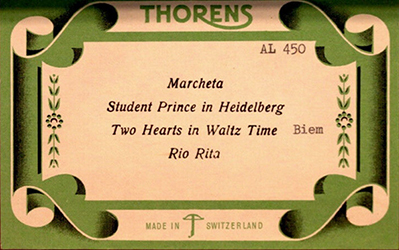 THORENS
AL 450
Marcheta
Student Prince in Heidelberg
Two Hearts in Waltz Time Biem
Rio Rita
MADE IN SWITZERLAND